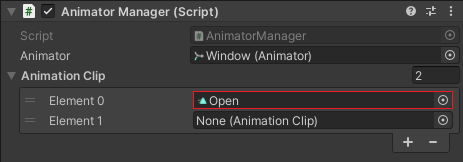 Animator Manager (Script)
Script AnimatorManager
Animator Window (Animator)
Animation Clip 2
Element 0 Open
Element 1 None (Animation Clip)